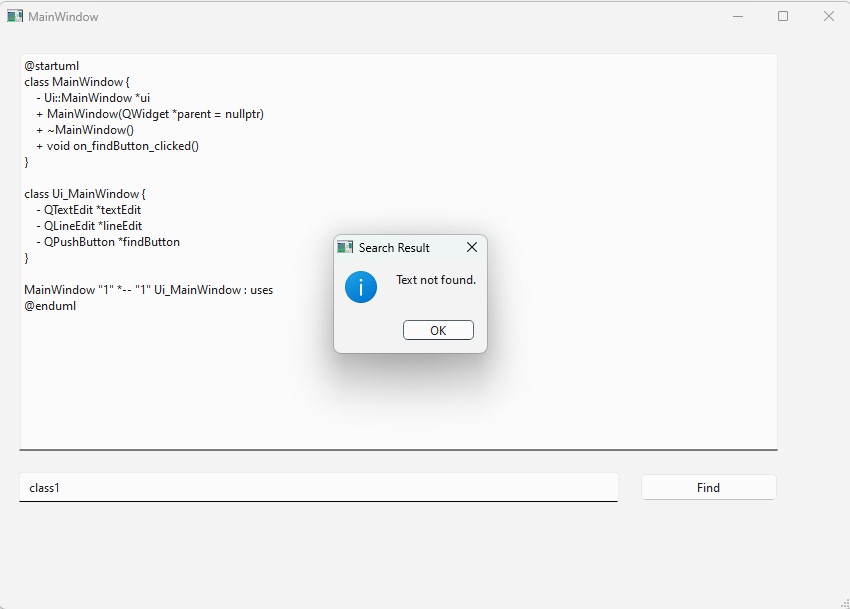 MainWindow
@startuml
class MainWindow {
    - Ui::MainWindow *ui
    + MainWindow(QWidget *parent = nullptr)
    + ~MainWindow()
    + void on_findButton_clicked()
}

class Ui_MainWindow {
    - QTextEdit *textEdit
    - QLineEdit *lineEdit
    - QPushButton *findButton
}

MainWindow "1" *-- "1" Ui_MainWindow : uses
@enduml
Search Result
Text not found.
OK
class1
Find